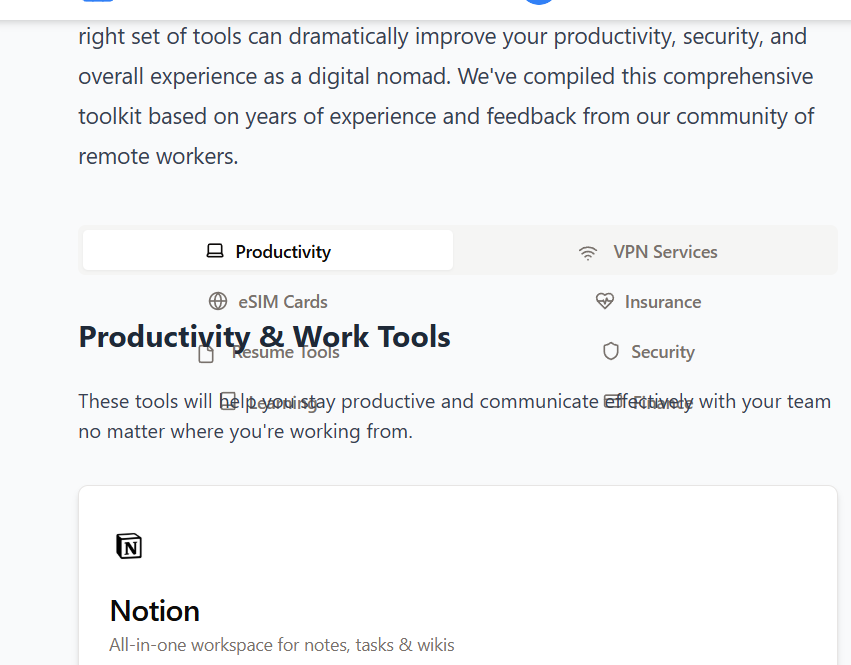 right set of tools can dramatically improve your productivity, security, and
overall experience as a digital nomad. We've compiled this comprehensive
toolkit based on years of experience and feedback from our community of
remote workers.
Productivity
VPN Services
eSIM Cards
Insurance
Productivity & Work Tools
Resume Tools
Security
These tools will help you stay productive and communicate effectively with your team
Learning
Finance
no matter where you're working from.
N
Notion
All-in-one workspace for notes, tasks & wikis